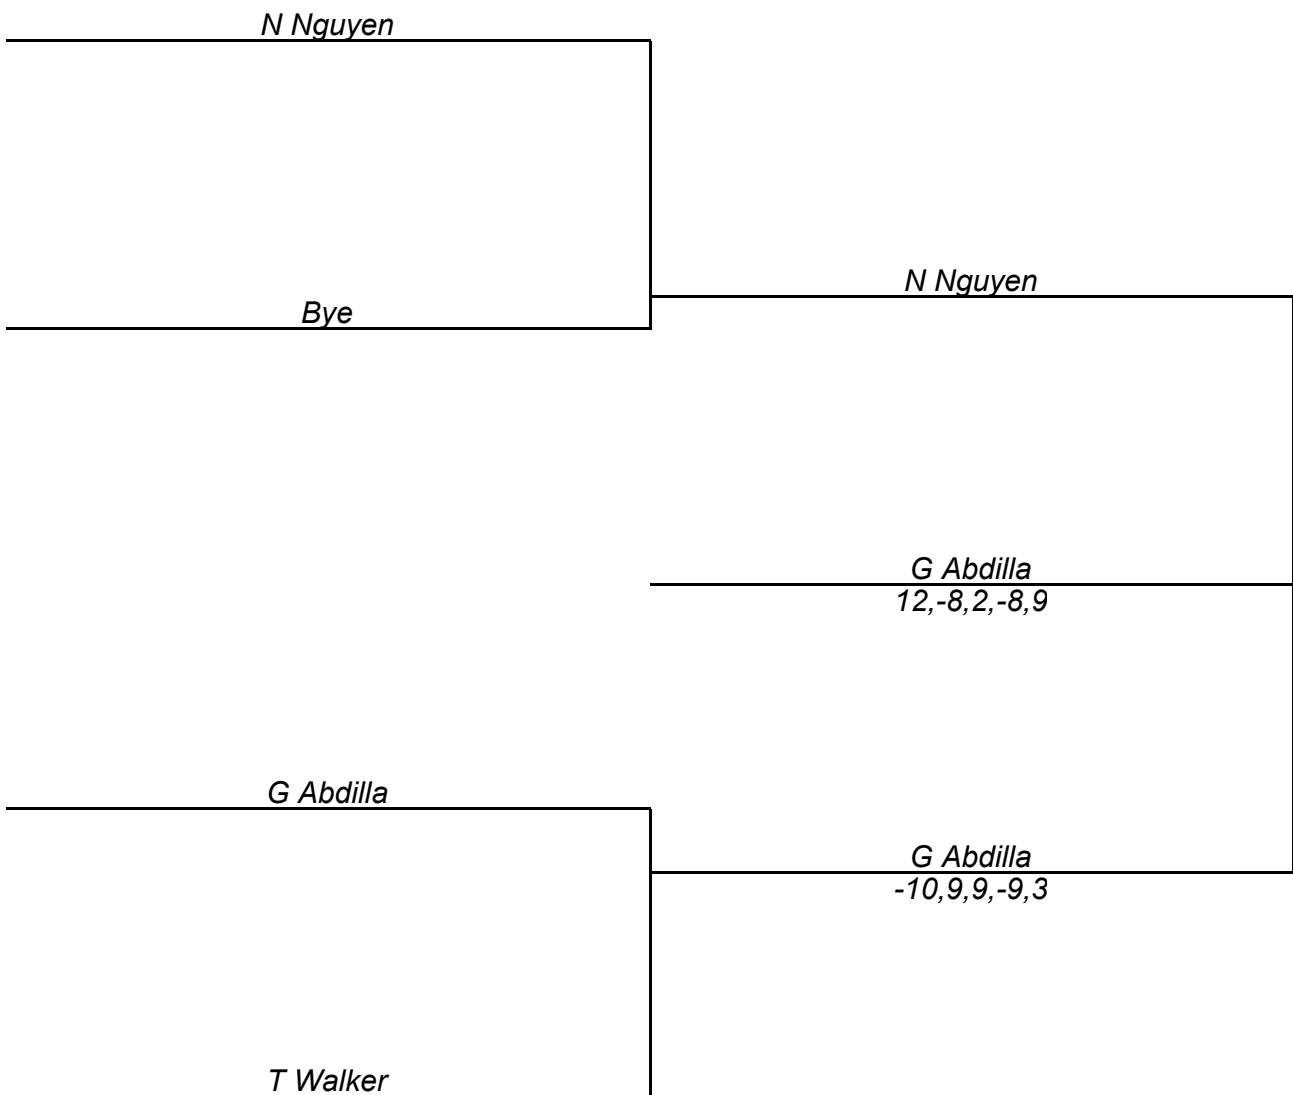 N Nguyen
N Nguyen
Bye
G Abdilla
12,-8,2,-8,9
G Abdilla
G Abdilla
-10,9,9,-9,3
T Walker